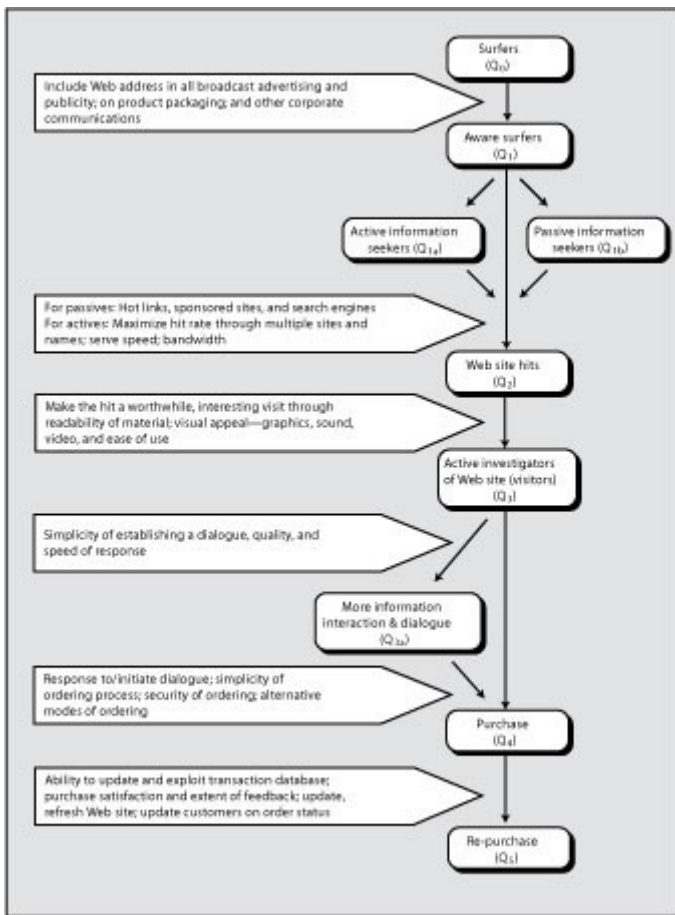 Surfers
(Q₀)
Include Web address in all broadcast advertising and
publicity; on product packaging; and other corporate
communications
Aware surfers
(Q₁)
Active information
seekers (Q₁ₐ)
Passive information
seekers (Q₁b)
For passives: Hot links, sponsored sites, and search engines
For actives: Maximize hit rate through multiple sites and
names; serve speed; bandwidth
Web site hits
(Q₂)
Make the hit a worthwhile, interesting visit through
readability of material; visual appeal—graphics, sound,
video, and ease of use
Active investigators
of Web site (visitors)
(Q₃)
Simplicity of establishing a dialogue, quality, and
speed of response
More information
interaction & dialogue
(Q₃ₐ)
Response to/initiate dialogue; simplicity of
ordering process; security of ordering; alternative
modes of ordering
Purchase
(Q₄)
Ability to update and exploit transaction database;
purchase satisfaction and extent of feedback; update,
refresh Web site; update customers on order status
Re-purchase
(Q₅)